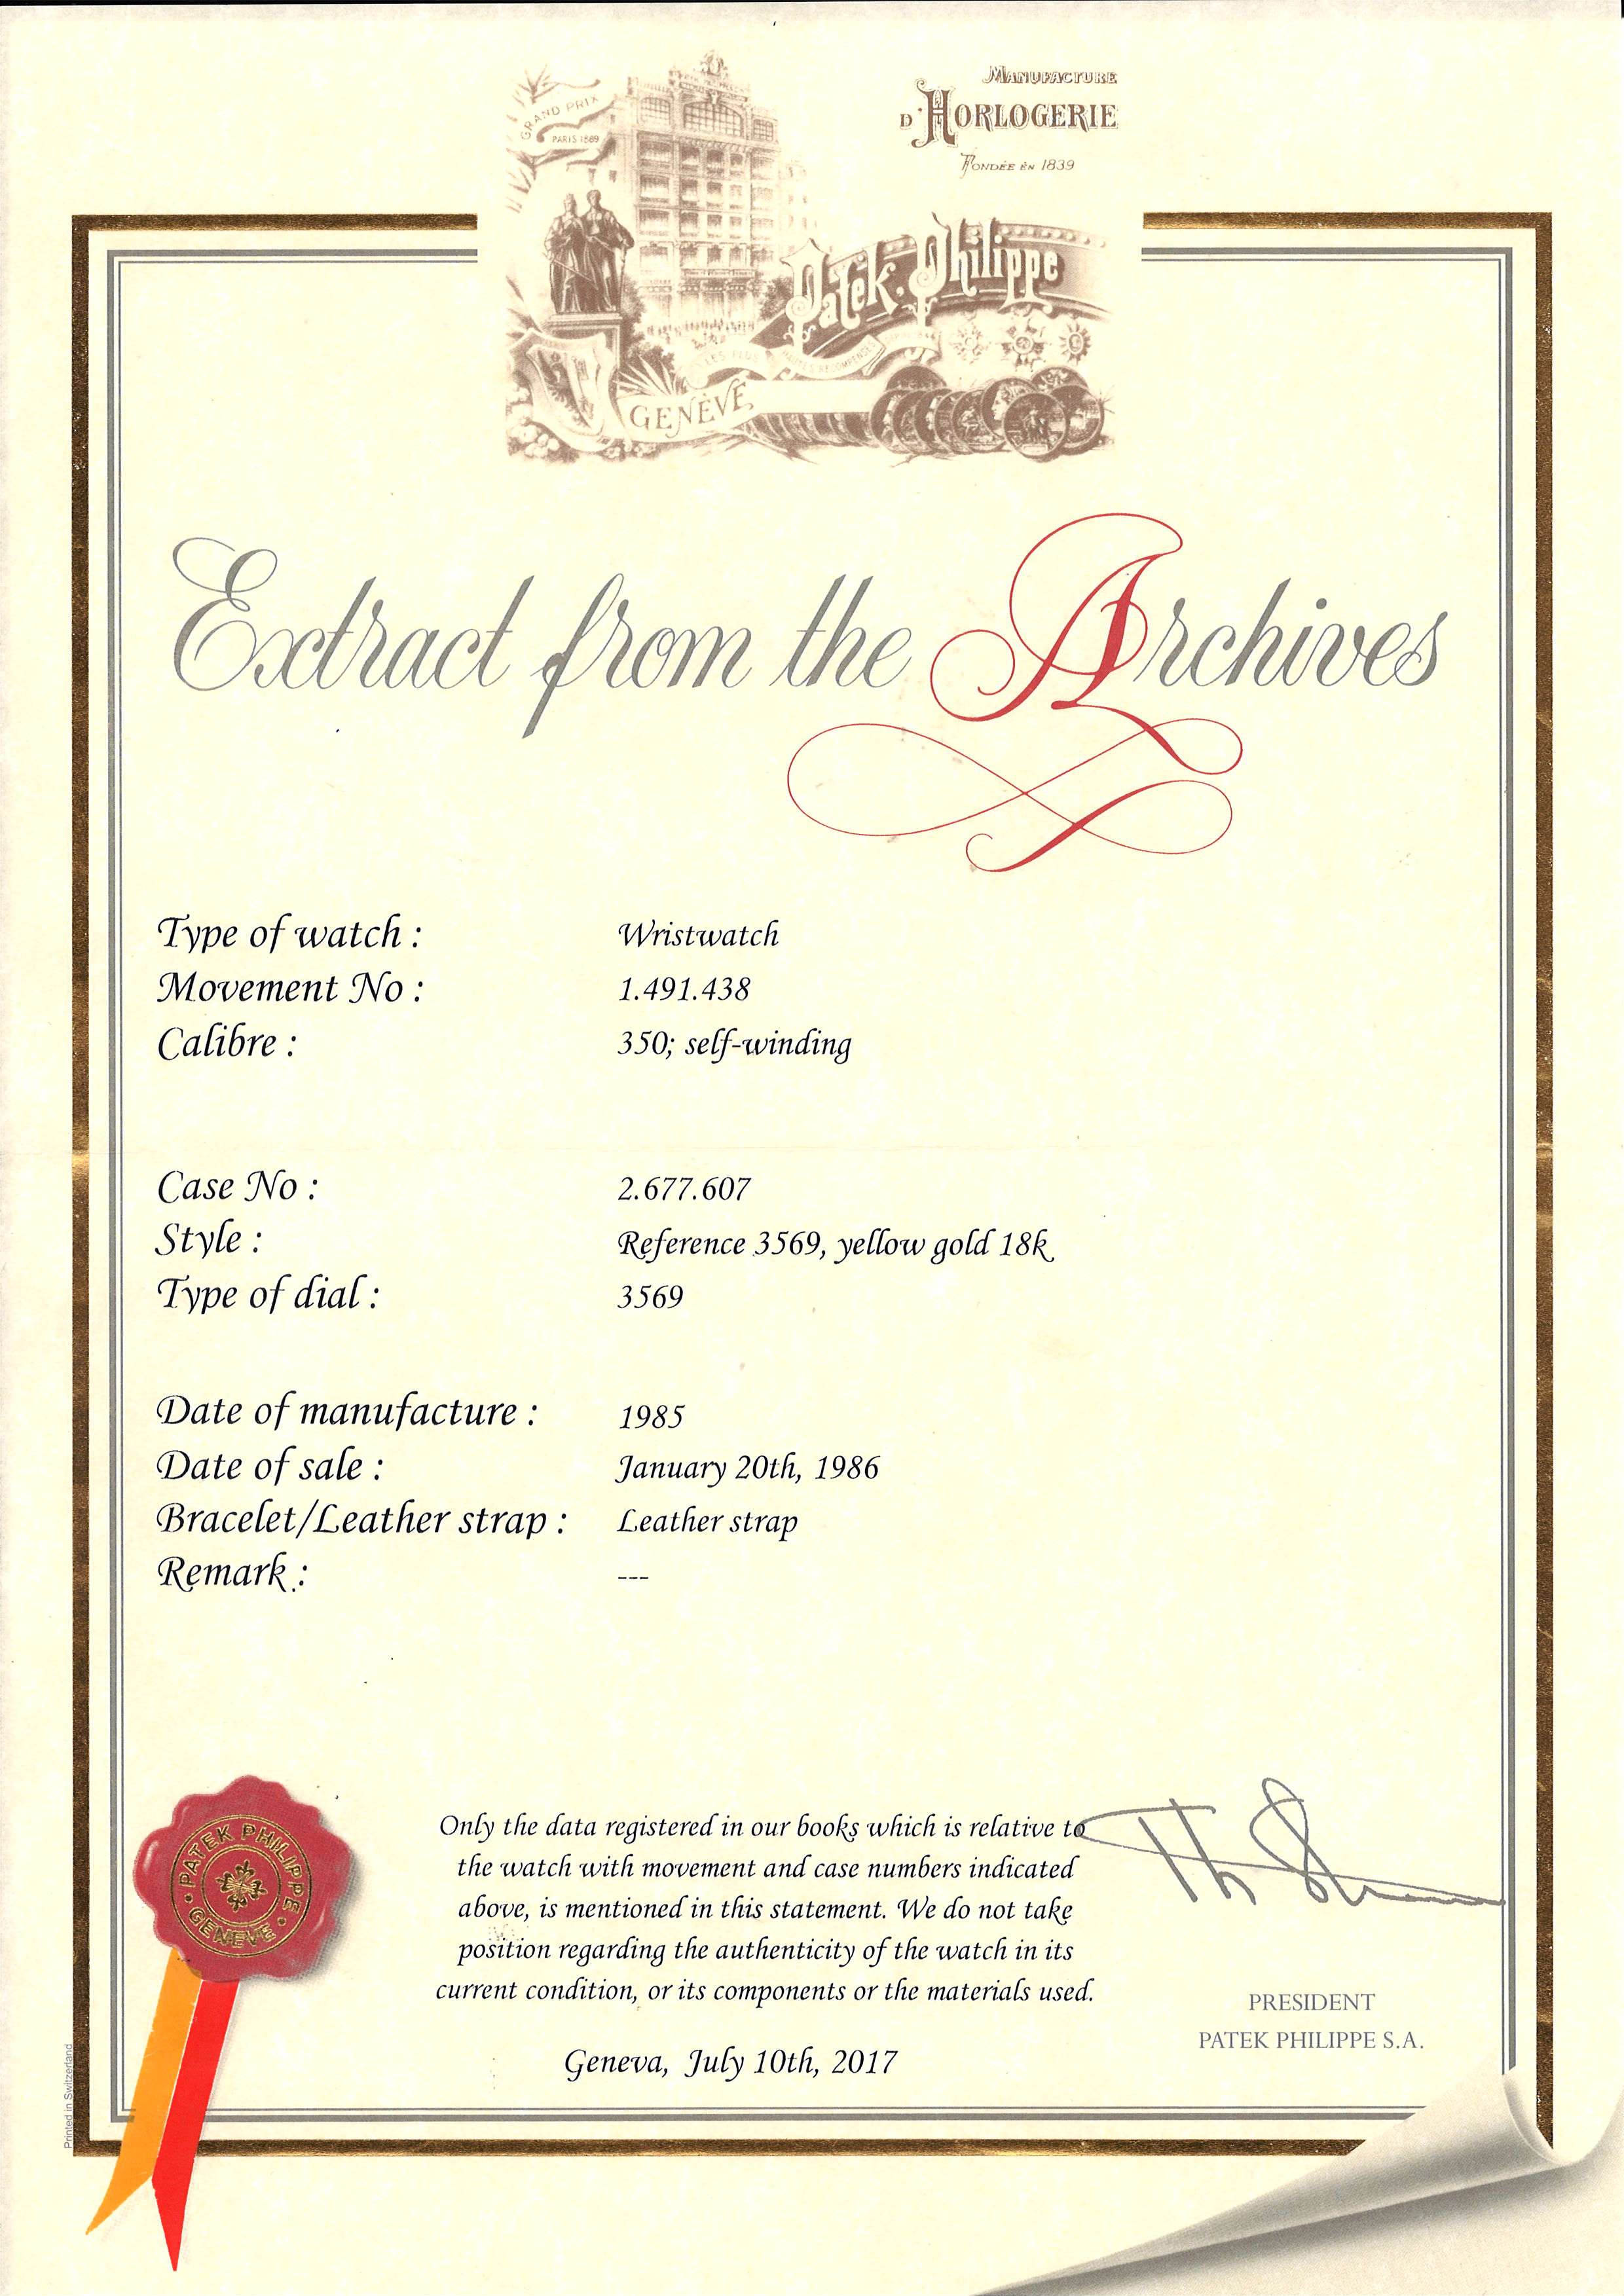 MANUFACTURE
D'HORLOGERIE
FONDÉE EN 1839
GRAND PRIX
PARIS 1889
Patek. Philippe
LES PLUS HAUTES RÉCOMPENSES
GENÈVE
Extract from the Archives
Type of watch : Wristwatch
Movement No : 1.491.438
Calibre : 350; self-winding
Case No : 2.677.607
Style : Reference 3569, yellow gold 18k
Type of dial : 3569
Date of manufacture : 1985
Date of sale : January 20th, 1986
Bracelet/Leather strap : Leather strap
Remark : ---
PATEK PHILIPPE
GENEVE
Only the data registered in our books which is relative to
the watch with movement and case numbers indicated
above, is mentioned in this statement. We do not take
position regarding the authenticity of the watch in its
current condition, or its components or the materials used.
Geneva, July 10th, 2017
PRESIDENT
PATEK PHILIPPE S.A.
Printed in Switzerland